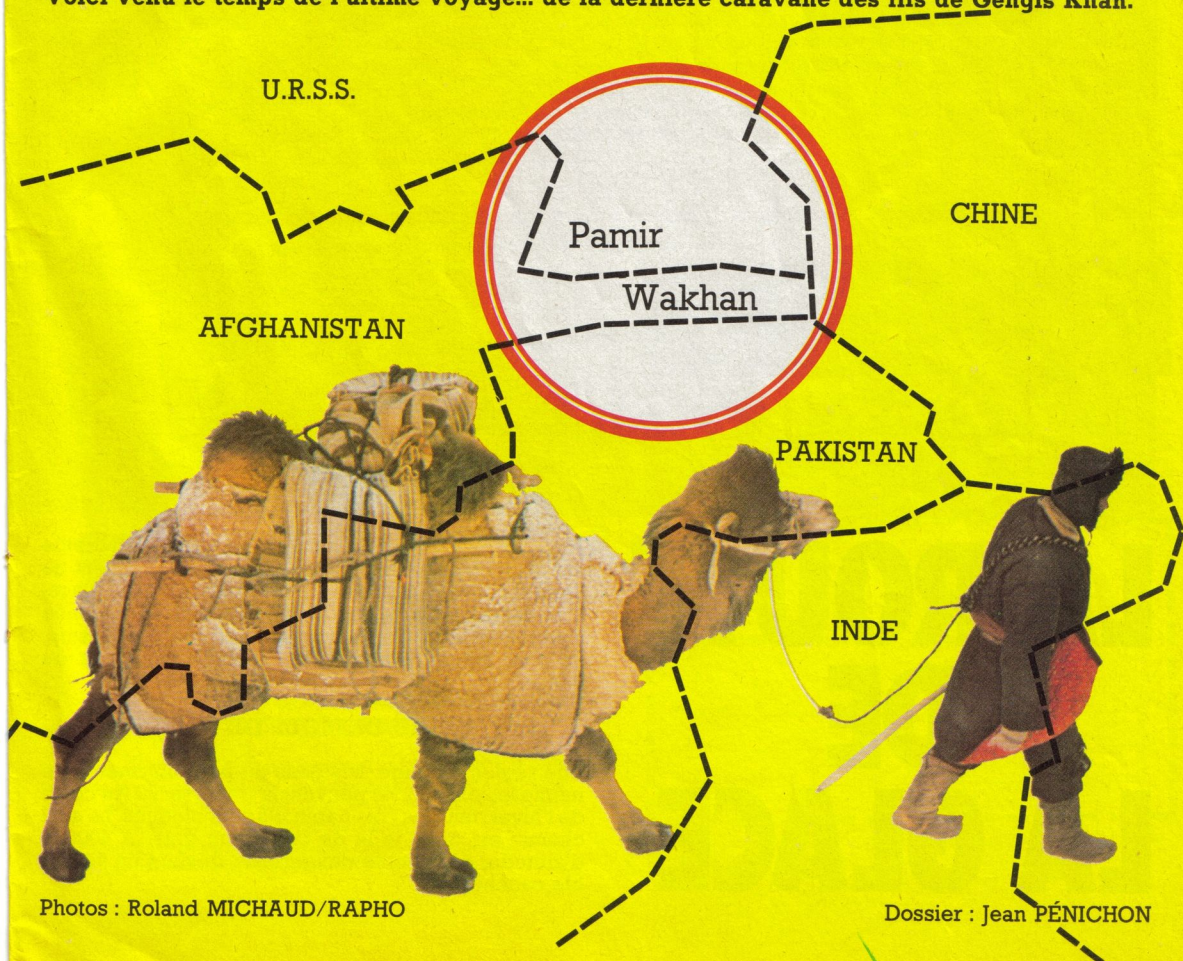 Voici venu le temps de l'ultime voyage... de la dernière caravane des fils de Gengis Khan.
U.R.S.S.
CHINE
Pamir
Wakhan
AFGHANISTAN
PAKISTAN
INDE
Photos : Roland MICHAUD/RAPHO
Dossier : Jean PÉNICHON